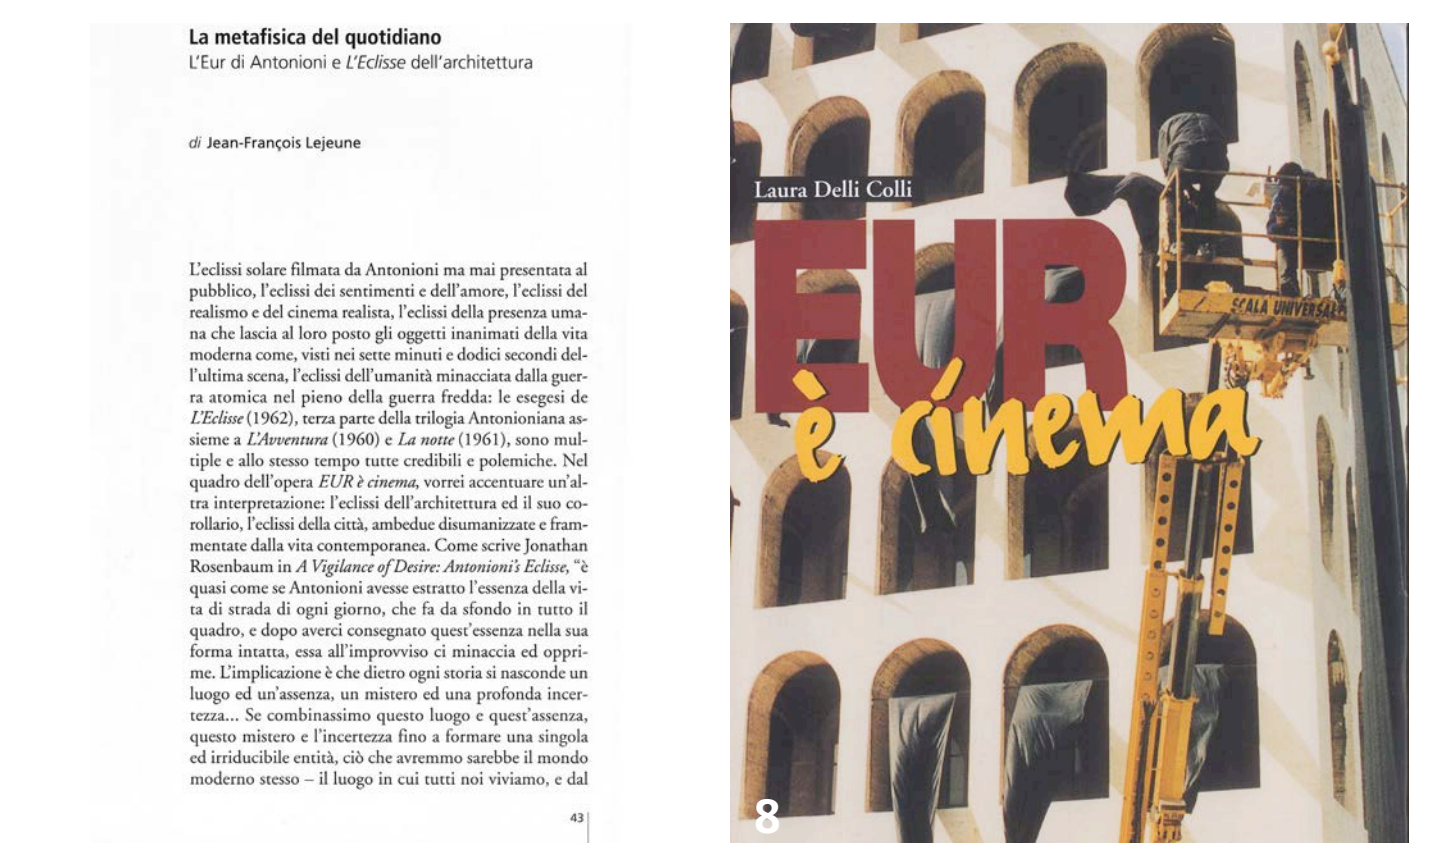 La metafisica del quotidiano
L'Eur di Antonioni e L'Eclisse dell'architettura
di Jean-François Lejeune
L'eclissi solare filmata da Antonioni ma mai presentata al
pubblico, l'eclissi dei sentimenti e dell'amore, l'eclissi del
realismo e del cinema realista, l'eclissi della presenza uma-
na che lascia al loro posto gli oggetti inanimati della vita
moderna come, visti nei sette minuti e dodici secondi del-
l'ultima scena, l'eclissi dell'umanità minacciata dalla guer-
ra atomica nel pieno della guerra fredda: le esegesi de
L'Eclisse (1962), terza parte della trilogia Antonioniana as-
sieme a L'Avventura (1960) e La notte (1961), sono mul-
tiple e allo stesso tempo tutte credibili e polemiche. Nel
quadro dell'opera EUR è cinema, vorrei accentuare un'al-
tra interpretazione: l'eclissi dell'architettura ed il suo co-
rollario, l'eclissi della città, ambedue disumanizzate e fram-
mentate dalla vita contemporanea. Come scrive Jonathan
Rosenbaum in A Vigilance of Desire: Antonioni's Eclisse, "è
quasi come se Antonioni avesse estratto l'essenza della vi-
ta di strada di ogni giorno, che fa da sfondo in tutto il
quadro, e dopo averci consegnato quest'essenza nella sua
forma intatta, essa all'improvviso ci minaccia ed oppri-
me. L'implicazione è che dietro ogni storia si nasconde un
luogo ed un'assenza, un mistero ed una profonda incer-
tezza... Se combinassimo questo luogo e quest'assenza,
questo mistero e l'incertezza fino a formare una singola
ed irriducibile entità, ciò che avremmo sarebbe il mondo
moderno stesso – il luogo in cui tutti noi viviamo, e dal
43
Laura Delli Colli
EUR
è cinema
SCALA UNIVERSALE
8